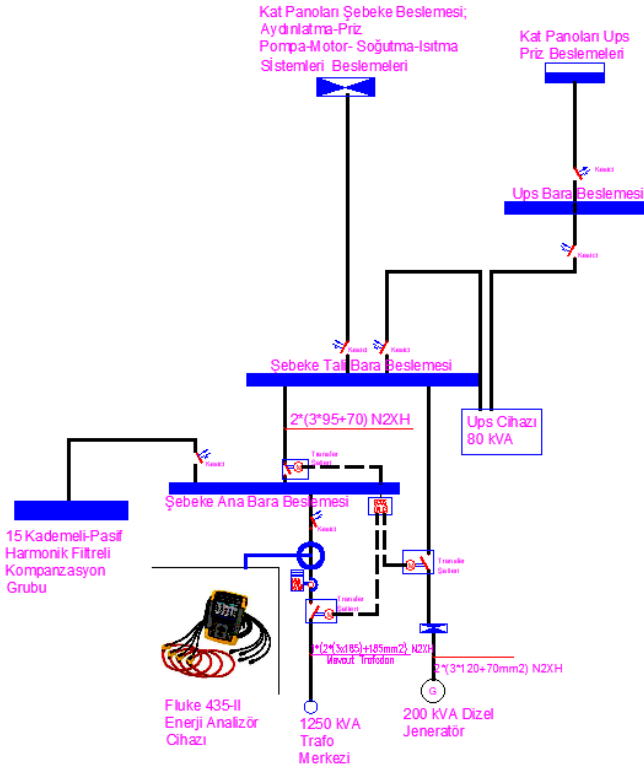 Kat Panoları Şebeke Beslemesi;
Aydınlatma-Priz
Pompa-Motor- Soğutma-Isıtma
Sistemleri Beslemeleri
Kat Panoları Ups
Priz Beslemeleri
Kesici
Ups Bara Beslemesi
Kesici
Kesici
Kesici
Şebeke Tali Bara Beslemesi
2*(3*95+70) N2XH
Ups Cihazı
80 kVA
Kesici
Transfer
Şalteri
M
Şebeke Ana Bara Beslemesi
15 Kademeli-Pasif
Harmonik Filtreli
Kompanzasyon
Grubu
Kesici
M
Transfer
Şalteri
Transfer
Şalteri
M
(2*(3x185)+185mm2) N2XH
Mevcut Trafodan
2*(3*120+70mm2) N2XH
G
Fluke 435-II
Enerji Analizör
Cihazı
1250 kVA
Trafo
Merkezi
200 kVA Dizel
Jeneratör